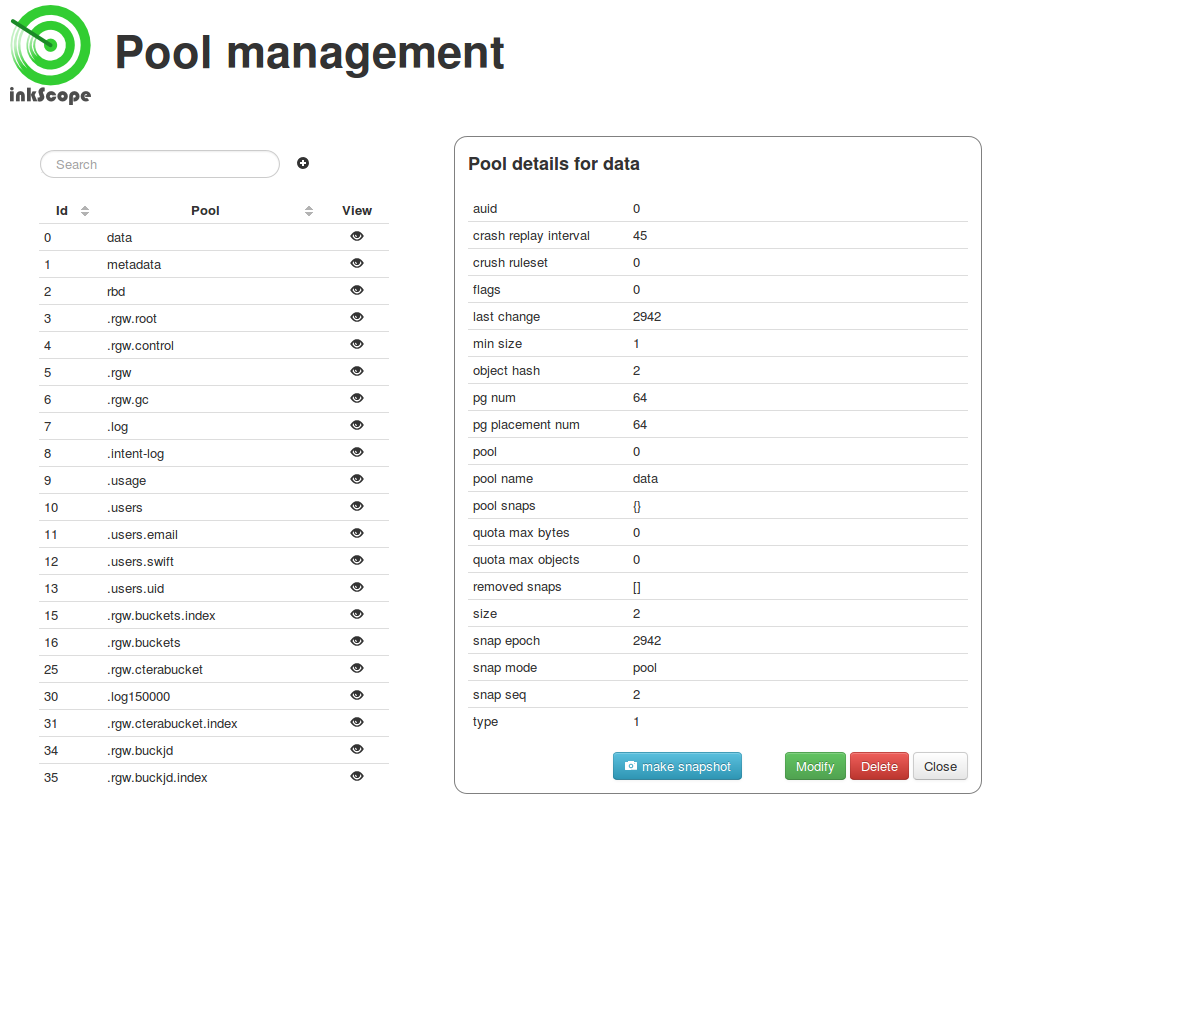 inkScope
Pool management
Search
Id Pool View
0 data
1 metadata
2 rbd
3 .rgw.root
4 .rgw.control
5 .rgw
6 .rgw.gc
7 .log
8 .intent-log
9 .usage
10 .users
11 .users.email
12 .users.swift
13 .users.uid
15 .rgw.buckets.index
16 .rgw.buckets
25 .rgw.cterabucket
30 .log150000
31 .rgw.cterabucket.index
34 .rgw.buckjd
35 .rgw.buckjd.index
Pool details for data
auid 0
crash replay interval 45
crush ruleset 0
flags 0
last change 2942
min size 1
object hash 2
pg num 64
pg placement num 64
pool 0
pool name data
pool snaps {}
quota max bytes 0
quota max objects 0
removed snaps []
size 2
snap epoch 2942
snap mode pool
snap seq 2
type 1
make snapshot Modify Delete Close